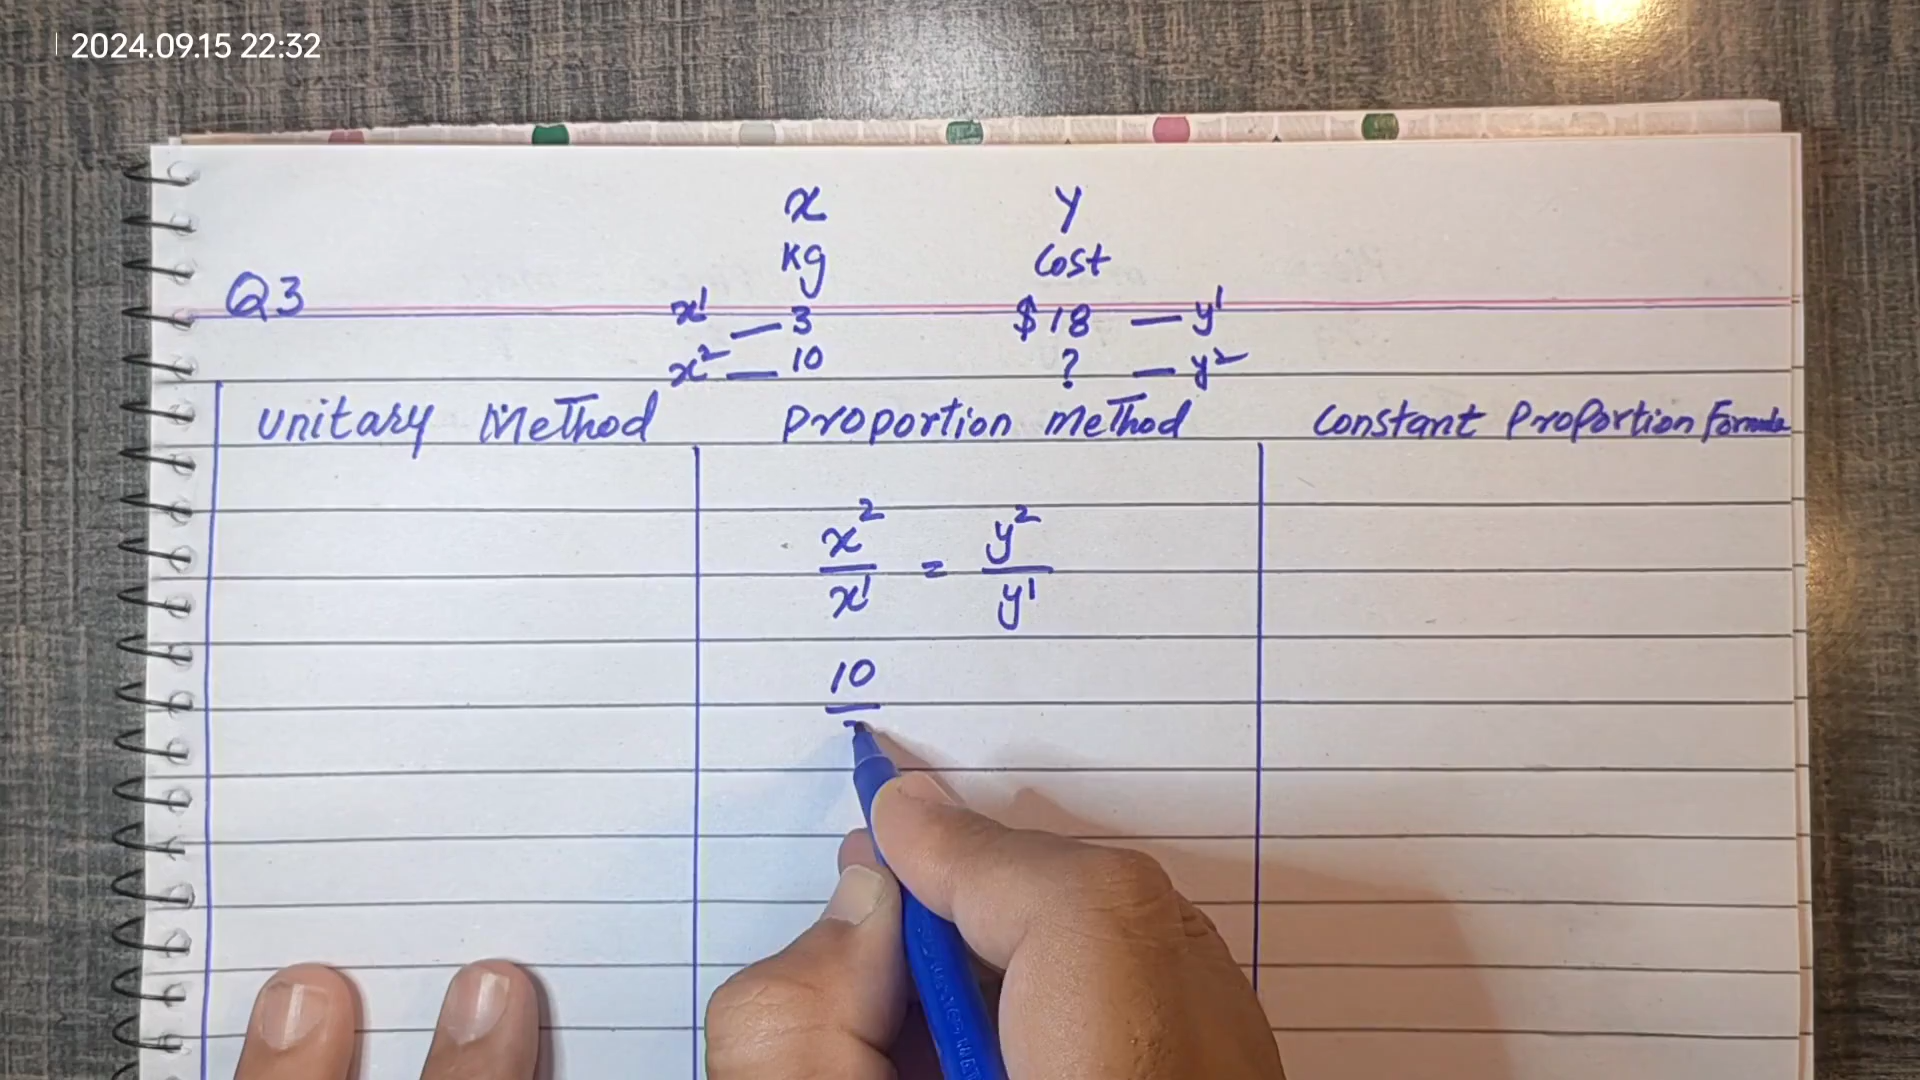 2024.09.15 22:32
x y
kg cost
Q3
x¹ — 3 $18 — y¹
x² — 10 ? — y²
Unitary Method Proportion Method Constant Proportion Formula
x² / x¹ = y² / y¹
10